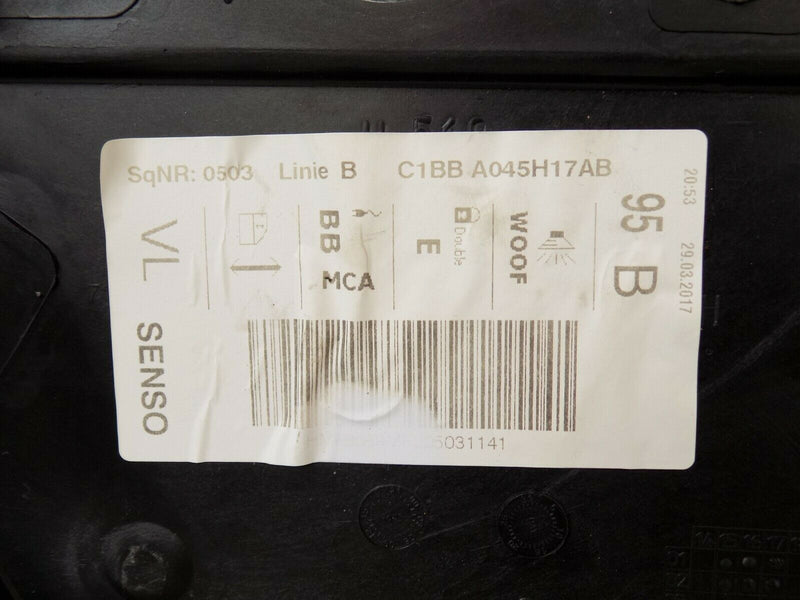 SqNR: 0503 Linie B C1BB A045H17AB
VL SENSO
BB
MCA
E
Double
WOOF
95 B
20:53 29.03.2017
5031141